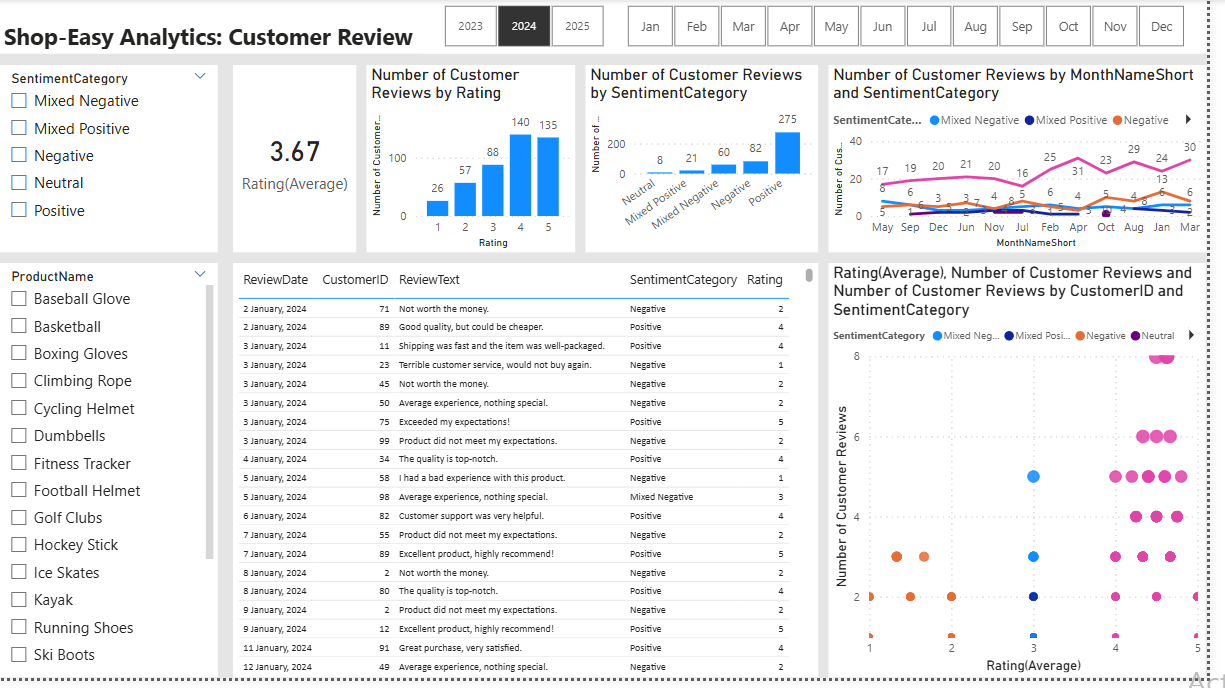 Shop-Easy Analytics: Customer Review
2023
2024
2025
Jan
Feb
Mar
Apr
May
Jun
Jul
Aug
Sep
Oct
Nov
Dec
SentimentCategory
Mixed Negative
Mixed Positive
Negative
Neutral
Positive
3.67
Rating(Average)
Number of Customer
Reviews by Rating
Number of Customer...
100
0
26
57
88
140
135
1
2
3
4
5
Rating
Number of Customer Reviews
by SentimentCategory
Number of ...
200
0
8
21
60
82
275
Neutral
Mixed Positive
Mixed Negative
Negative
Positive
Number of Customer Reviews by MonthNameShort
and SentimentCategory
SentimentCate...
Mixed Negative
Mixed Positive
Negative
Number of Cus...
40
20
0
17
19
20
21
20
16
25
31
23
29
24
30
8
6
3
3
7
4
8
5
6
5
4
5
4
8
13
6
May
Sep
Dec
Jun
Nov
Jul
Feb
Apr
Oct
Aug
Jan
Mar
MonthNameShort
ProductName
Baseball Glove
Basketball
Boxing Gloves
Climbing Rope
Cycling Helmet
Dumbbells
Fitness Tracker
Football Helmet
Golf Clubs
Hockey Stick
Ice Skates
Kayak
Running Shoes
Ski Boots
ReviewDate CustomerID ReviewText SentimentCategory Rating
2 January, 2024 71 Not worth the money. Negative 2
2 January, 2024 89 Good quality, but could be cheaper. Positive 4
3 January, 2024 11 Shipping was fast and the item was well-packaged. Positive 4
3 January, 2024 23 Terrible customer service, would not buy again. Negative 1
3 January, 2024 45 Not worth the money. Negative 2
3 January, 2024 50 Average experience, nothing special. Negative 2
3 January, 2024 75 Exceeded my expectations! Positive 5
3 January, 2024 99 Product did not meet my expectations. Negative 2
4 January, 2024 34 The quality is top-notch. Positive 4
5 January, 2024 58 I had a bad experience with this product. Negative 1
5 January, 2024 98 Average experience, nothing special. Mixed Negative 3
6 January, 2024 82 Customer support was very helpful. Positive 4
7 January, 2024 55 Product did not meet my expectations. Negative 2
7 January, 2024 89 Excellent product, highly recommend! Positive 5
8 January, 2024 2 Not worth the money. Negative 2
8 January, 2024 80 The quality is top-notch. Positive 4
9 January, 2024 2 Product did not meet my expectations. Negative 2
9 January, 2024 12 Excellent product, highly recommend! Positive 5
11 January, 2024 91 Great purchase, very satisfied. Positive 4
12 January, 2024 49 Average experience, nothing special. Negative 2
Rating(Average), Number of Customer Reviews and
Number of Customer Reviews by CustomerID and
SentimentCategory
SentimentCategory
Mixed Neg...
Mixed Posi...
Negative
Neutral
Number of Customer Reviews
8
6
4
2
1
2
3
4
5
Rating(Average)